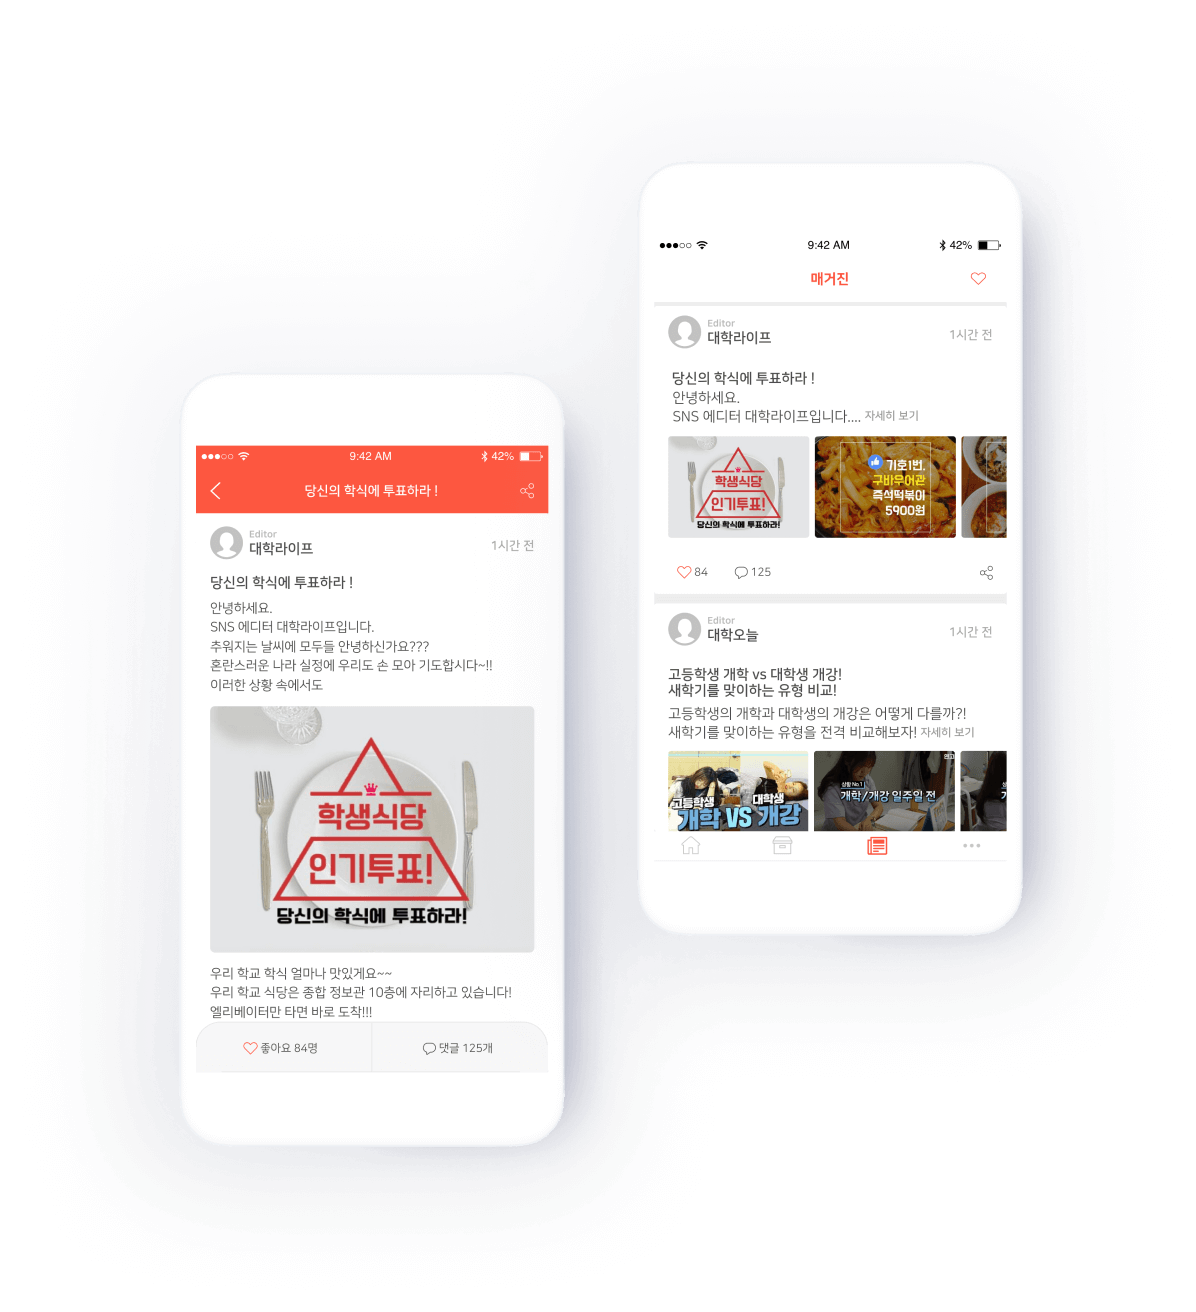 9:42 AM
42%
당신의 학식에 투표하라 !
Editor
대학라이프
1시간 전
당신의 학식에 투표하라 !
안녕하세요.
SNS 에디터 대학라이프입니다.
추워지는 날씨에 모두들 안녕하신가요???
혼란스러운 나라 실정에 우리도 손 모아 기도합시다~!!
이러한 상황 속에서도
학생식당
인기투표!
당신의 학식에 투표하라!
우리 학교 학식 얼마나 맛있게요~~
우리 학교 식당은 종합 정보관 10층에 자리하고 있습니다!
엘리베이터만 타면 바로 도착!!!
좋아요 84명
댓글 125개
9:42 AM
42%
매거진
Editor
대학라이프
1시간 전
당신의 학식에 투표하라 !
안녕하세요.
SNS 에디터 대학라이프입니다.... 자세히 보기
학생식당
인기투표!
당신의 학식에 투표하라!
기호1번.
구바무어관
즉석떡볶이
5900원
84
125
Editor
대학오늘
1시간 전
고등학생 개학 vs 대학생 개강!
새학기를 맞이하는 유형 비교!
고등학생의 개학과 대학생의 개강은 어떻게 다를까?!
새학기를 맞이하는 유형을 전격 비교해보자! 자세히 보기
고등학생
대학생
개학 VS 개강
상황 No.1
개학/개강 일주일 전